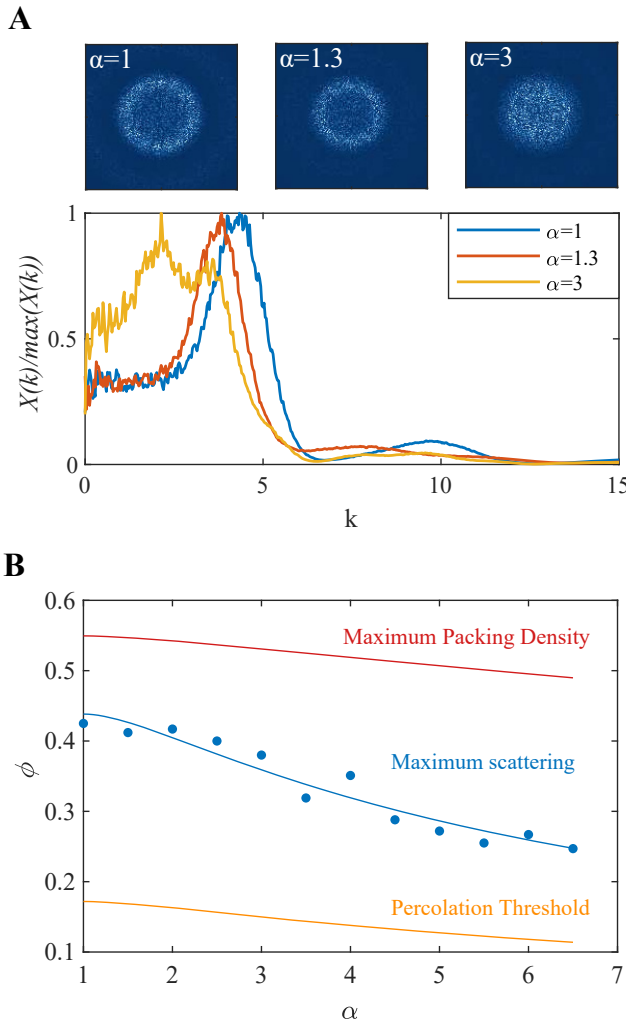 A
α=1
α=1.3
α=3
X(k)/max(X(k))
1
0.5
0
α=1
α=1.3
α=3
0
5
10
15
k
B
ϕ
0.6
0.5
0.4
0.3
0.2
0.1
Maximum Packing Density
Maximum scattering
Percolation Threshold
1
2
3
4
5
6
7
α